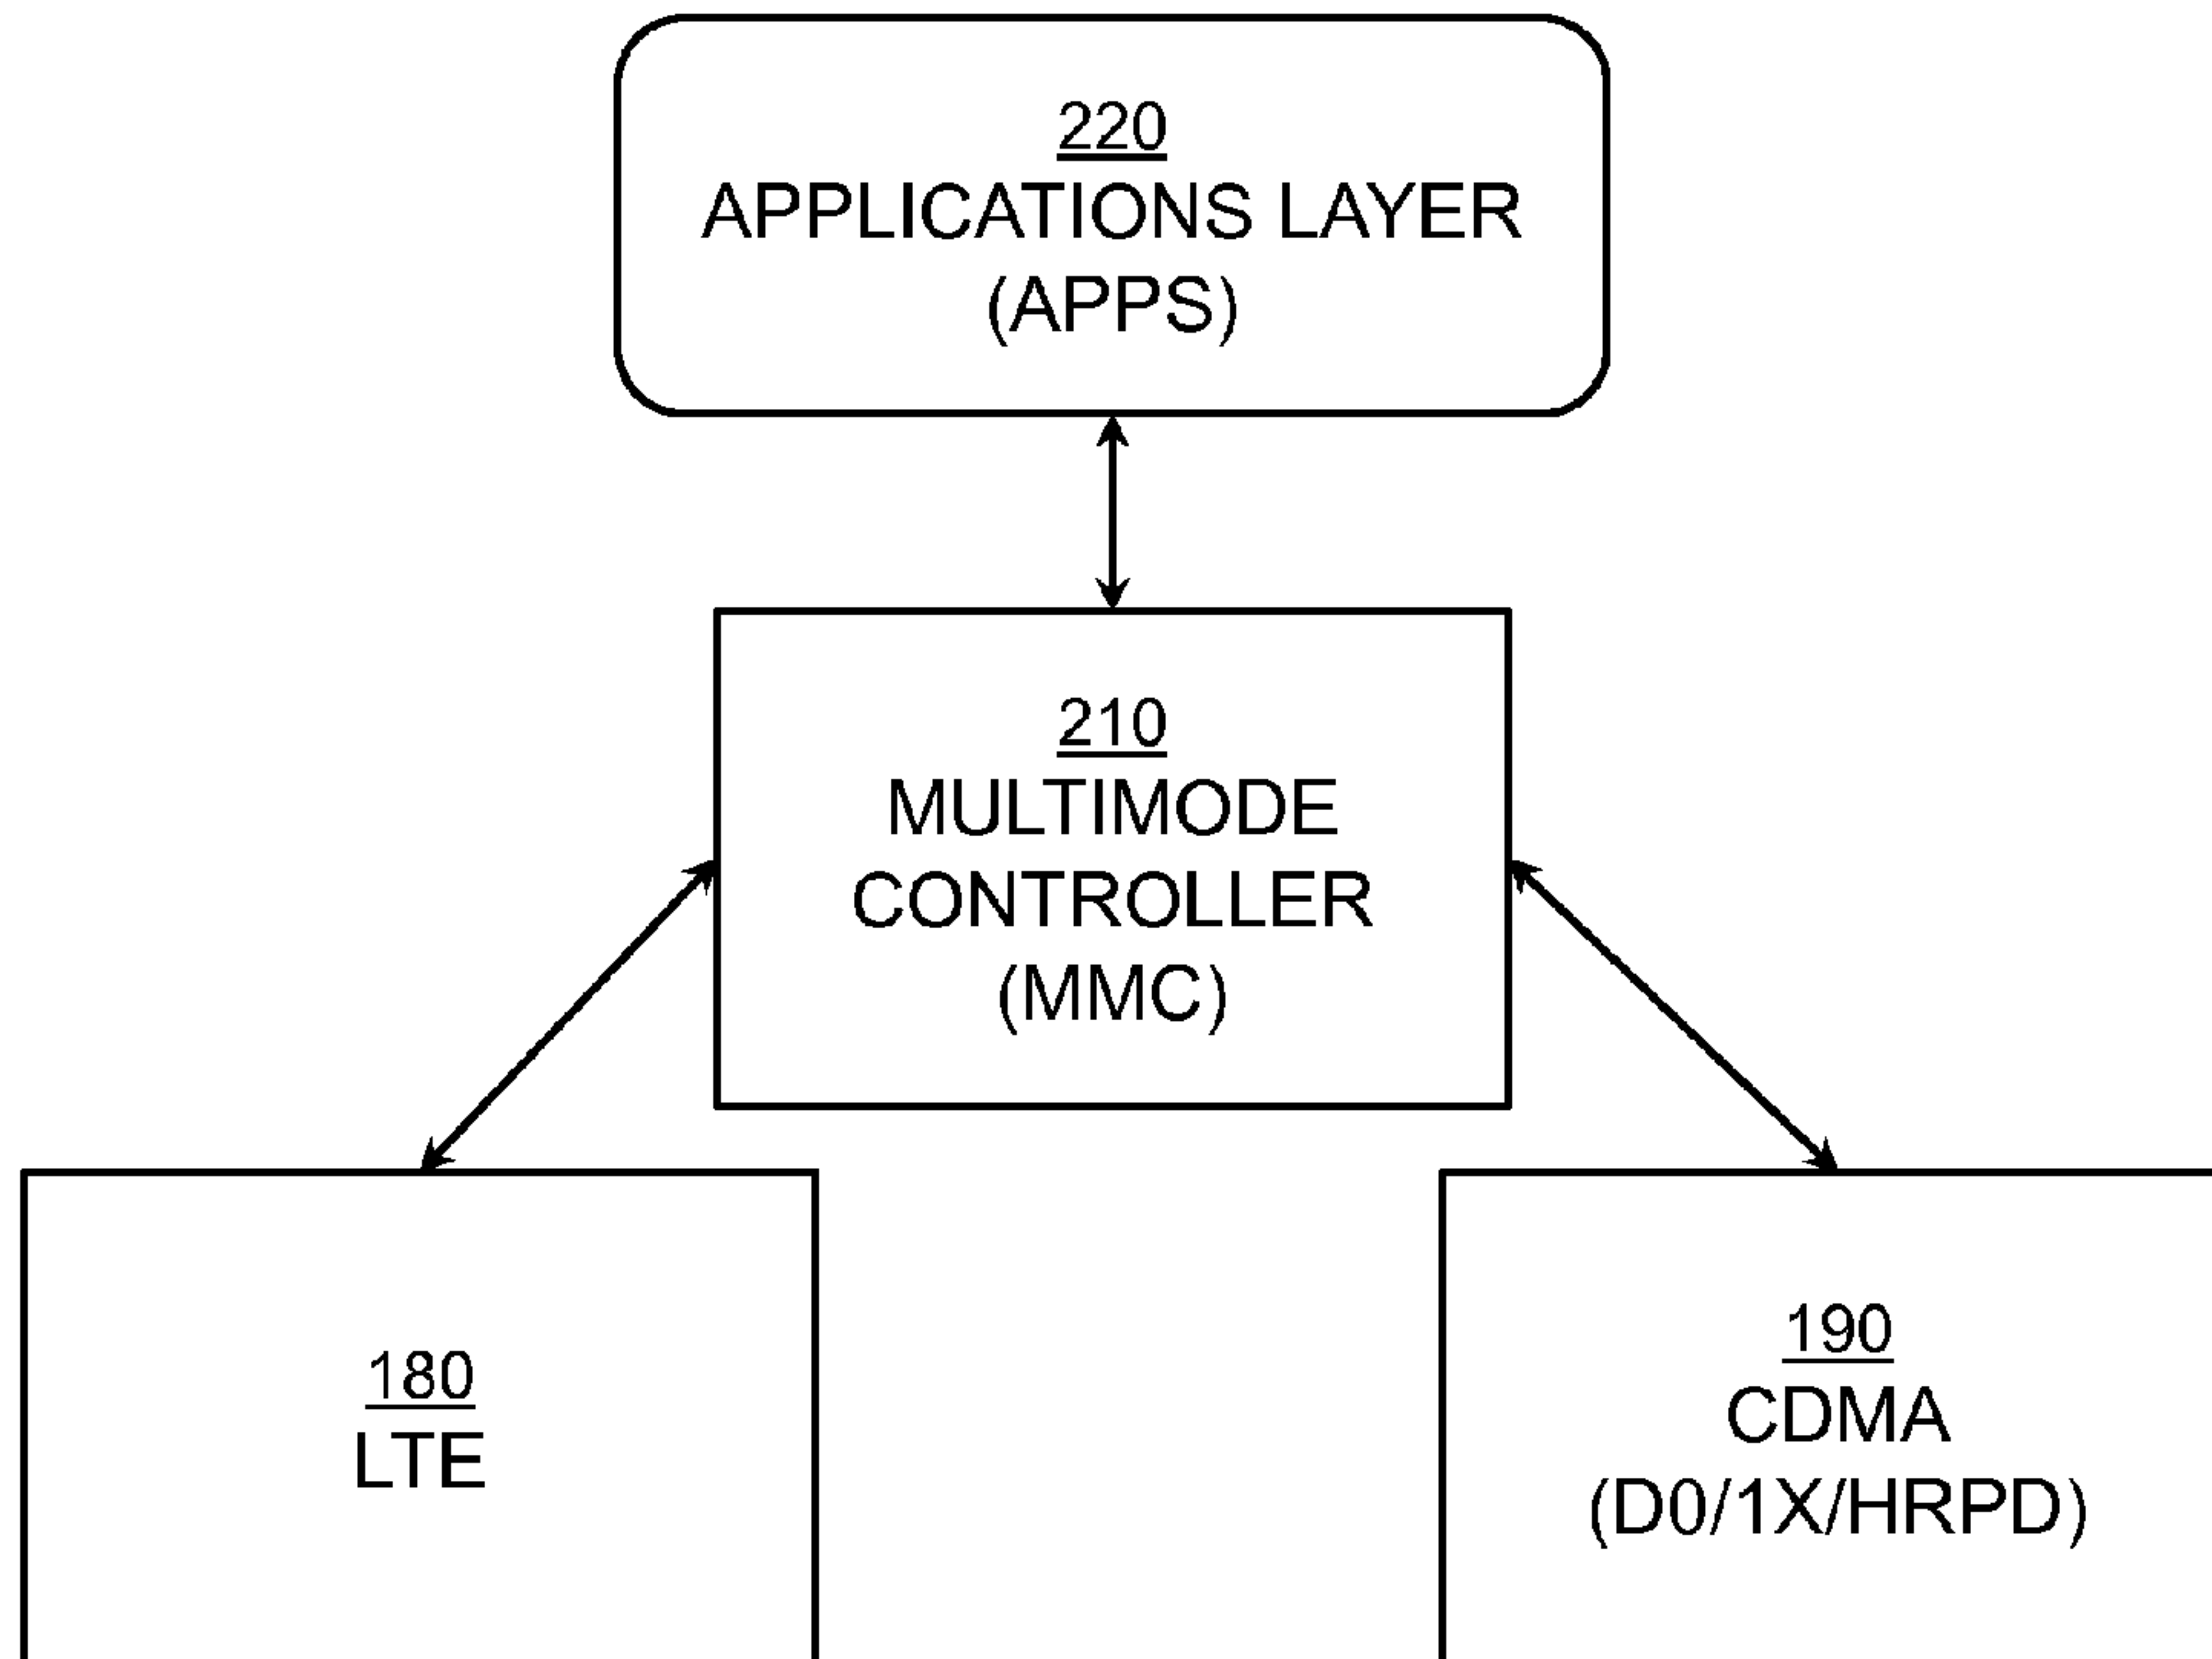 220
APPLICATIONS LAYER
(APPS)
210
MULTIMODE
CONTROLLER
(MMC)
180
LTE
190
CDMA
(D0/1X/HRPD)